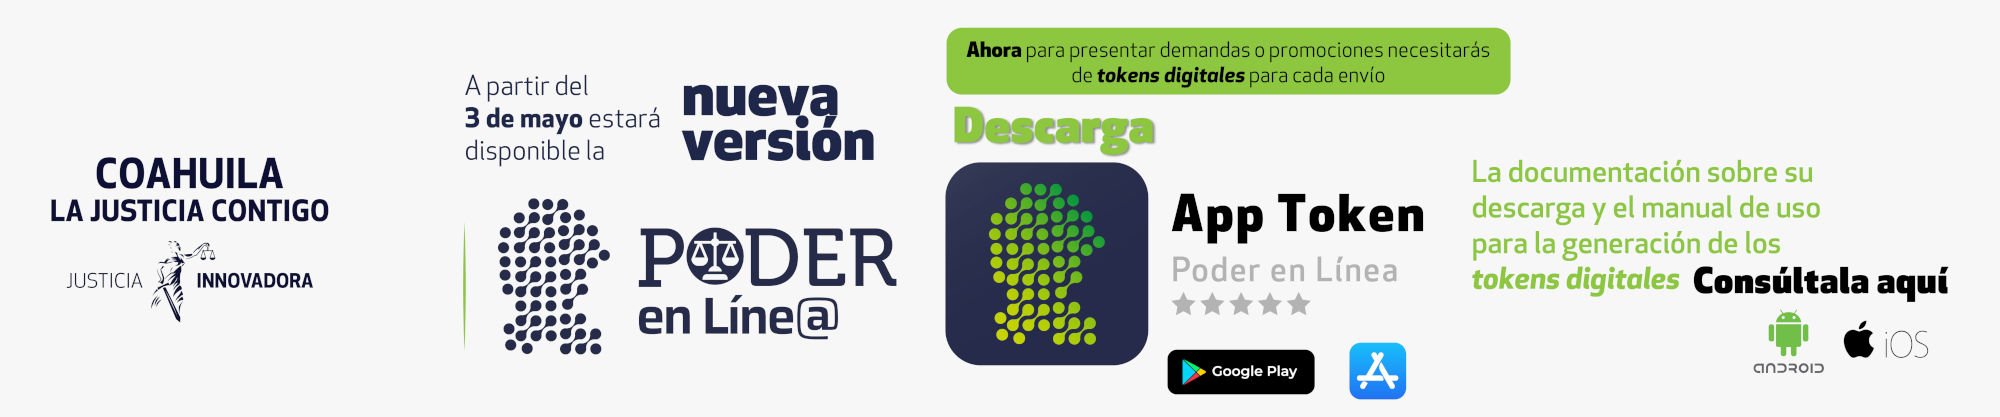 COAHUILA
LA JUSTICIA CONTIGO
JUSTICIA INNOVADORA
A partir del
3 de mayo estará
disponible la
nueva
versión
PODER
en Líne@
Ahora para presentar demandas o promociones necesitarás
de tokens digitales para cada envío
Descarga
App Token
Poder en Línea
Google Play
La documentación sobre su
descarga y el manual de uso
para la generación de los
tokens digitales Consúltala aquí
ANDROID
iOS